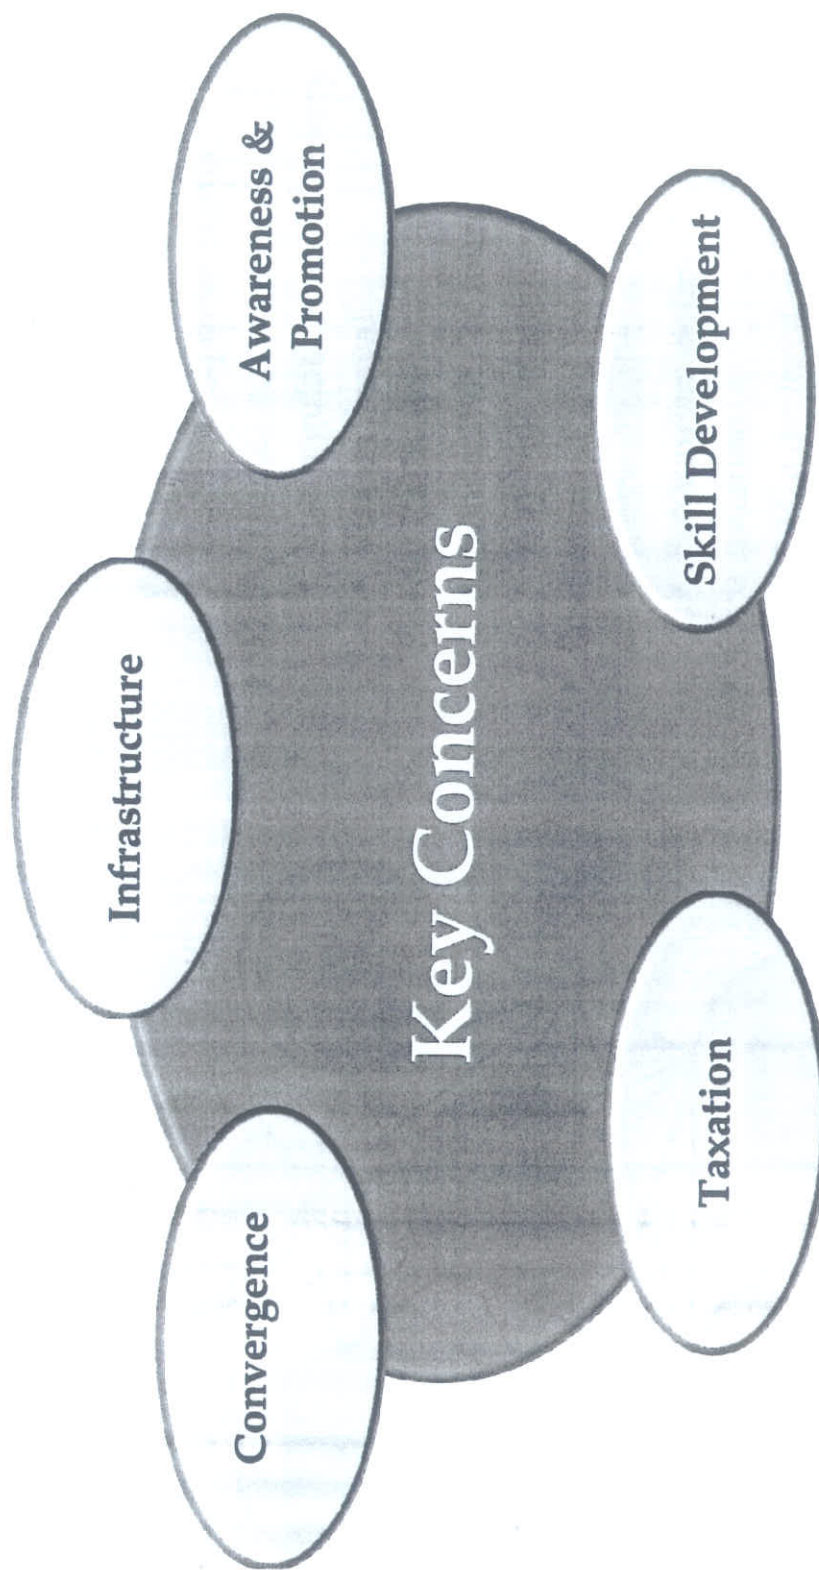 Infrastructure
Awareness &
Promotion
Skill Development
Taxation
Convergence
Key Concerns